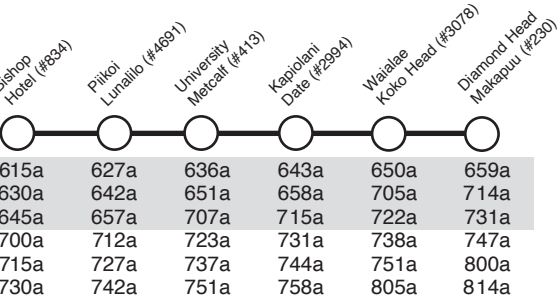 Hotel (#834)
Piikoi
Lunalilo (#4691)
University
Metcalf (#413)
Kapiolani
Date (#2994)
Waialae
Koko Head (#3078)
Diamond Head
Makapuu (#230)
615a 627a 636a 643a 650a 659a
630a 642a 651a 658a 705a 714a
645a 657a 707a 715a 722a 731a
700a 712a 723a 731a 738a 747a
715a 727a 737a 744a 751a 800a
730a 742a 751a 758a 805a 814a